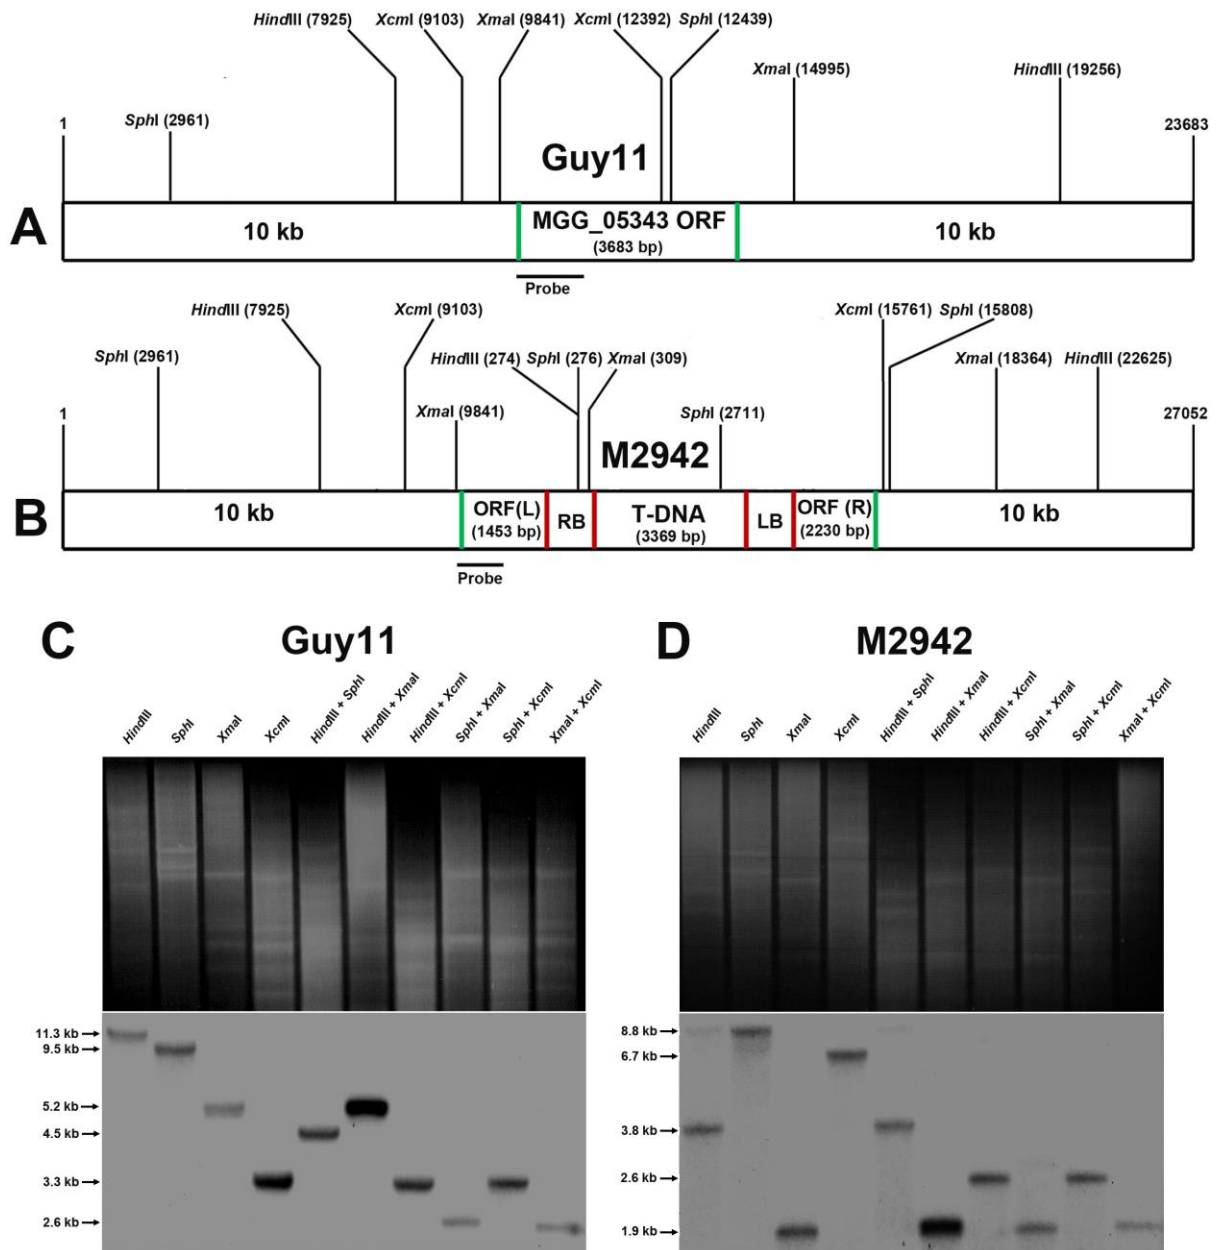 HindIII (7925) XcmI (9103) XmaI (9841) XcmI (12392) SphI (12439)
XmaI (14995) HindIII (19256)
SphI (2961)
1 23683
Guy11
A 10 kb MGG_05343 ORF 10 kb
(3683 bp)
Probe
HindIII (7925) XcmI (9103) XcmI (15761) SphI (15808)
SphI (2961) HindIII (274) SphI (276) XmaI (309) XmaI (18364) HindIII (22625)
1 XmaI (9841) SphI (2711) 27052
M2942
B 10 kb ORF(L) RB T-DNA LB ORF (R) 10 kb
(1453 bp) (3369 bp) (2230 bp)
Probe
C Guy11
HindIII
SphI
XmaI
XcmI
HindIII + SphI
HindIII + XmaI
HindIII + XcmI
SphI + XmaI
SphI + XcmI
XmaI + XcmI
11.3 kb
9.5 kb
5.2 kb
4.5 kb
3.3 kb
2.6 kb
D M2942
HindIII
SphI
XmaI
XcmI
HindIII + SphI
HindIII + XmaI
HindIII + XcmI
SphI + XmaI
SphI + XcmI
XmaI + XcmI
8.8 kb
6.7 kb
3.8 kb
2.6 kb
1.9 kb